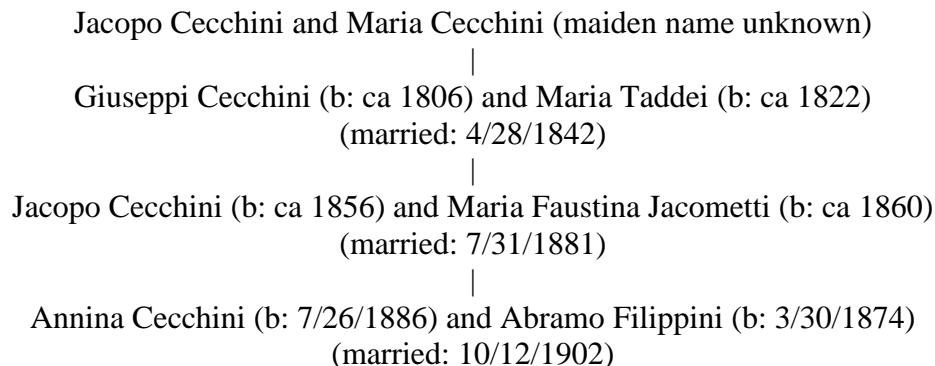 Jacopo Cecchini and Maria Cecchini (maiden name unknown)
|
Giuseppi Cecchini (b: ca 1806) and Maria Taddei (b: ca 1822)
(married: 4/28/1842)
|
Jacopo Cecchini (b: ca 1856) and Maria Faustina Jacometti (b: ca 1860)
(married: 7/31/1881)
|
Annina Cecchini (b: 7/26/1886) and Abramo Filippini (b: 3/30/1874)
(married: 10/12/1902)